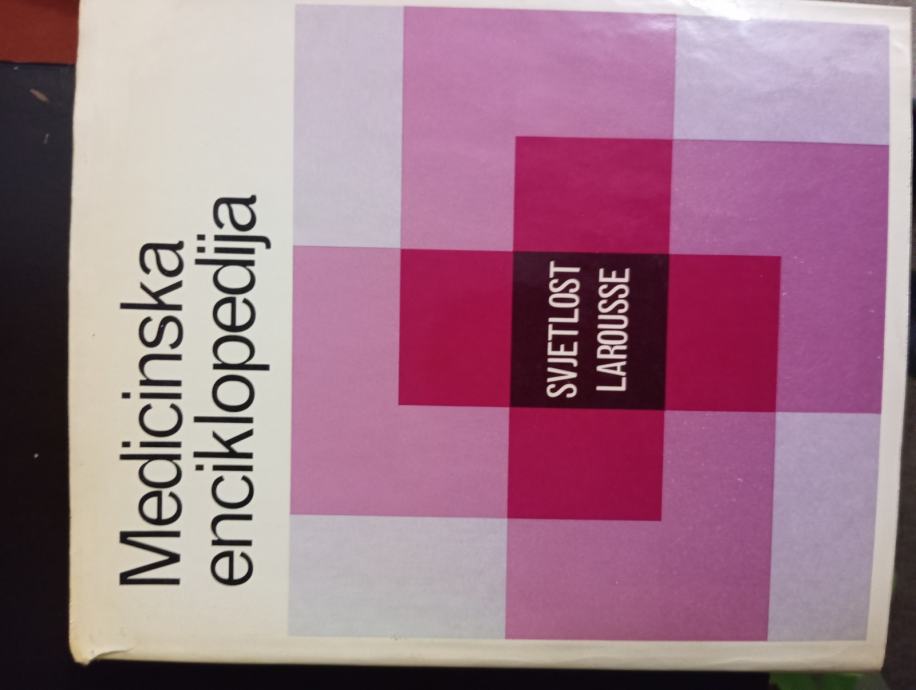 Medicinska
enciklopedija
SVJETLOST
LAROUSSE